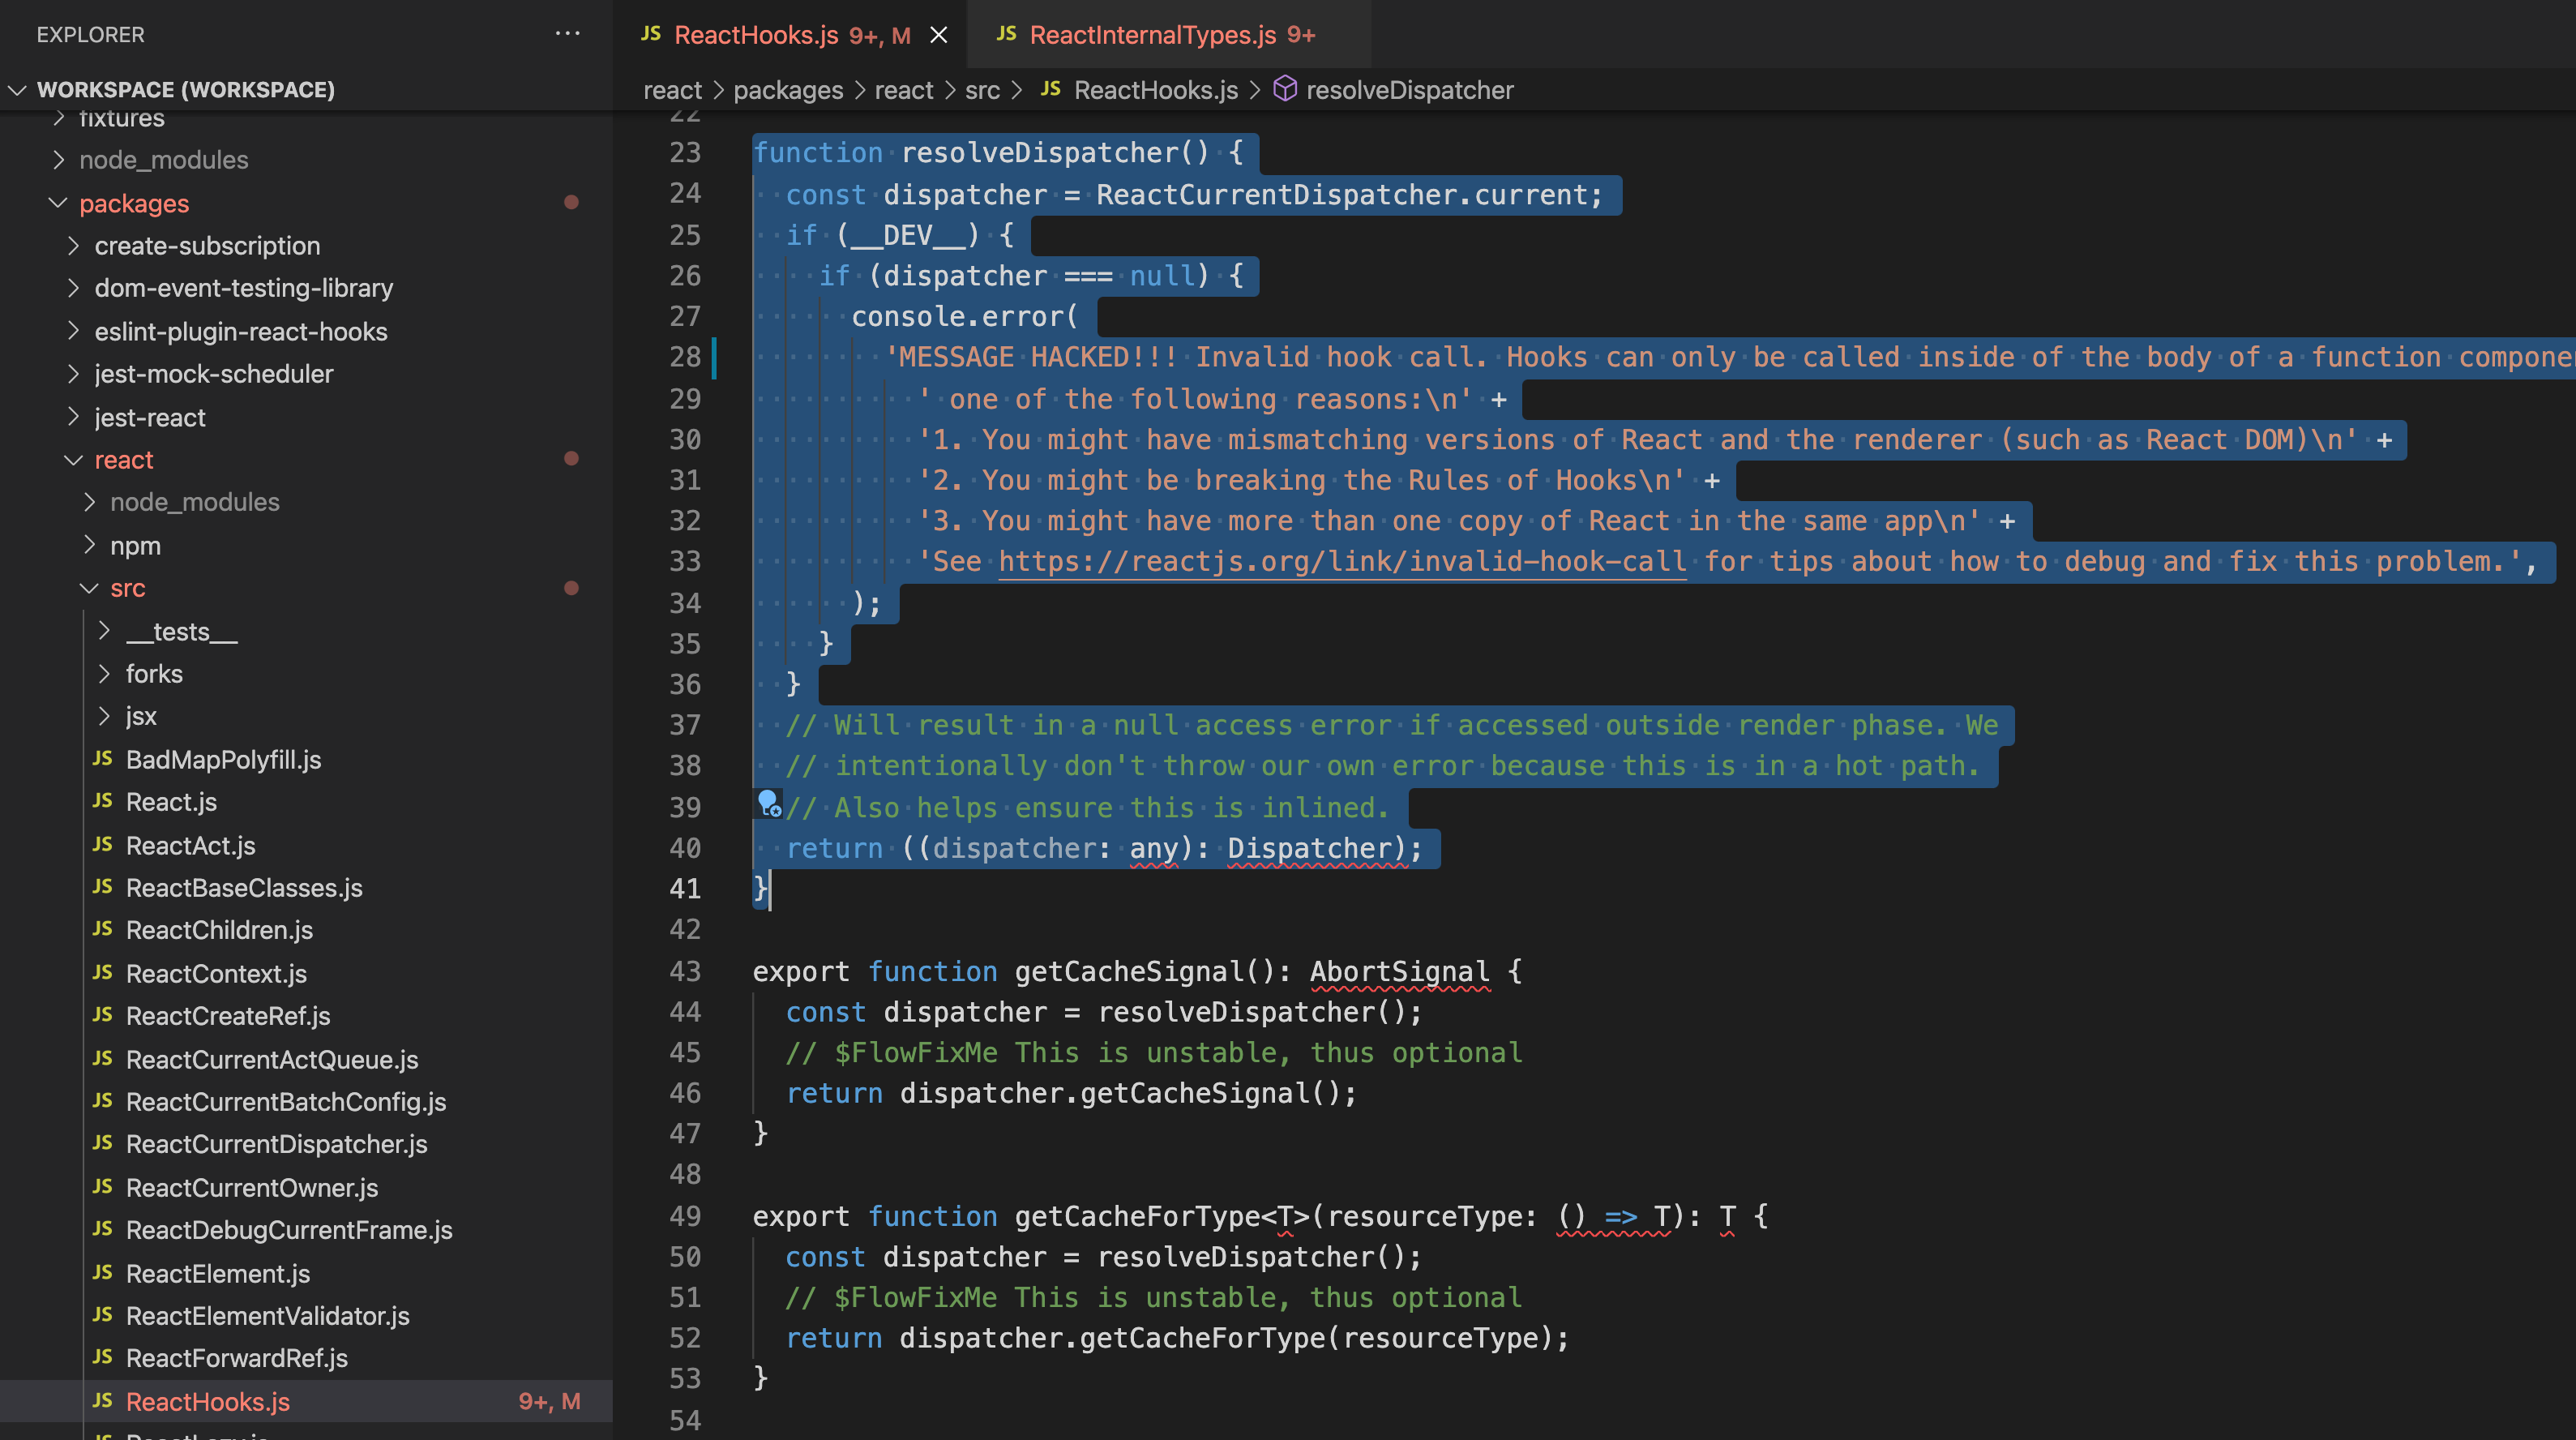 EXPLORER
WORKSPACE (WORKSPACE)
fixtures
node_modules
packages
create-subscription
dom-event-testing-library
eslint-plugin-react-hooks
jest-mock-scheduler
jest-react
react
node_modules
npm
src
__tests__
forks
jsx
JS BadMapPolyfill.js
JS React.js
JS ReactAct.js
JS ReactBaseClasses.js
JS ReactChildren.js
JS ReactContext.js
JS ReactCreateRef.js
JS ReactCurrentActQueue.js
JS ReactCurrentBatchConfig.js
JS ReactCurrentDispatcher.js
JS ReactCurrentOwner.js
JS ReactDebugCurrentFrame.js
JS ReactElement.js
JS ReactElementValidator.js
JS ReactForwardRef.js
JS ReactHooks.js 9+, M
JS ReactHooks.js 9+, M
JS ReactInternalTypes.js 9+
react > packages > react > src > JS ReactHooks.js > resolveDispatcher
22
23 function resolveDispatcher() {
24 const dispatcher = ReactCurrentDispatcher.current;
25 if (__DEV__) {
26 if (dispatcher === null) {
27 console.error(
28 'MESSAGE HACKED!!! Invalid hook call. Hooks can only be called inside of the body of a function compone
29 ' one of the following reasons:\n' +
30 '1. You might have mismatching versions of React and the renderer (such as React DOM)\n' +
31 '2. You might be breaking the Rules of Hooks\n' +
32 '3. You might have more than one copy of React in the same app\n' +
33 'See https://reactjs.org/link/invalid-hook-call for tips about how to debug and fix this problem.',
34 );
35 }
36 }
37 // Will result in a null access error if accessed outside render phase. We
38 // intentionally don't throw our own error because this is in a hot path.
39 // Also helps ensure this is inlined.
40 return ((dispatcher: any): Dispatcher);
41 }
42
43 export function getCacheSignal(): AbortSignal {
44 const dispatcher = resolveDispatcher();
45 // $FlowFixMe This is unstable, thus optional
46 return dispatcher.getCacheSignal();
47 }
48
49 export function getCacheForType<T>(resourceType: () => T): T {
50 const dispatcher = resolveDispatcher();
51 // $FlowFixMe This is unstable, thus optional
52 return dispatcher.getCacheForType(resourceType);
53 }
54